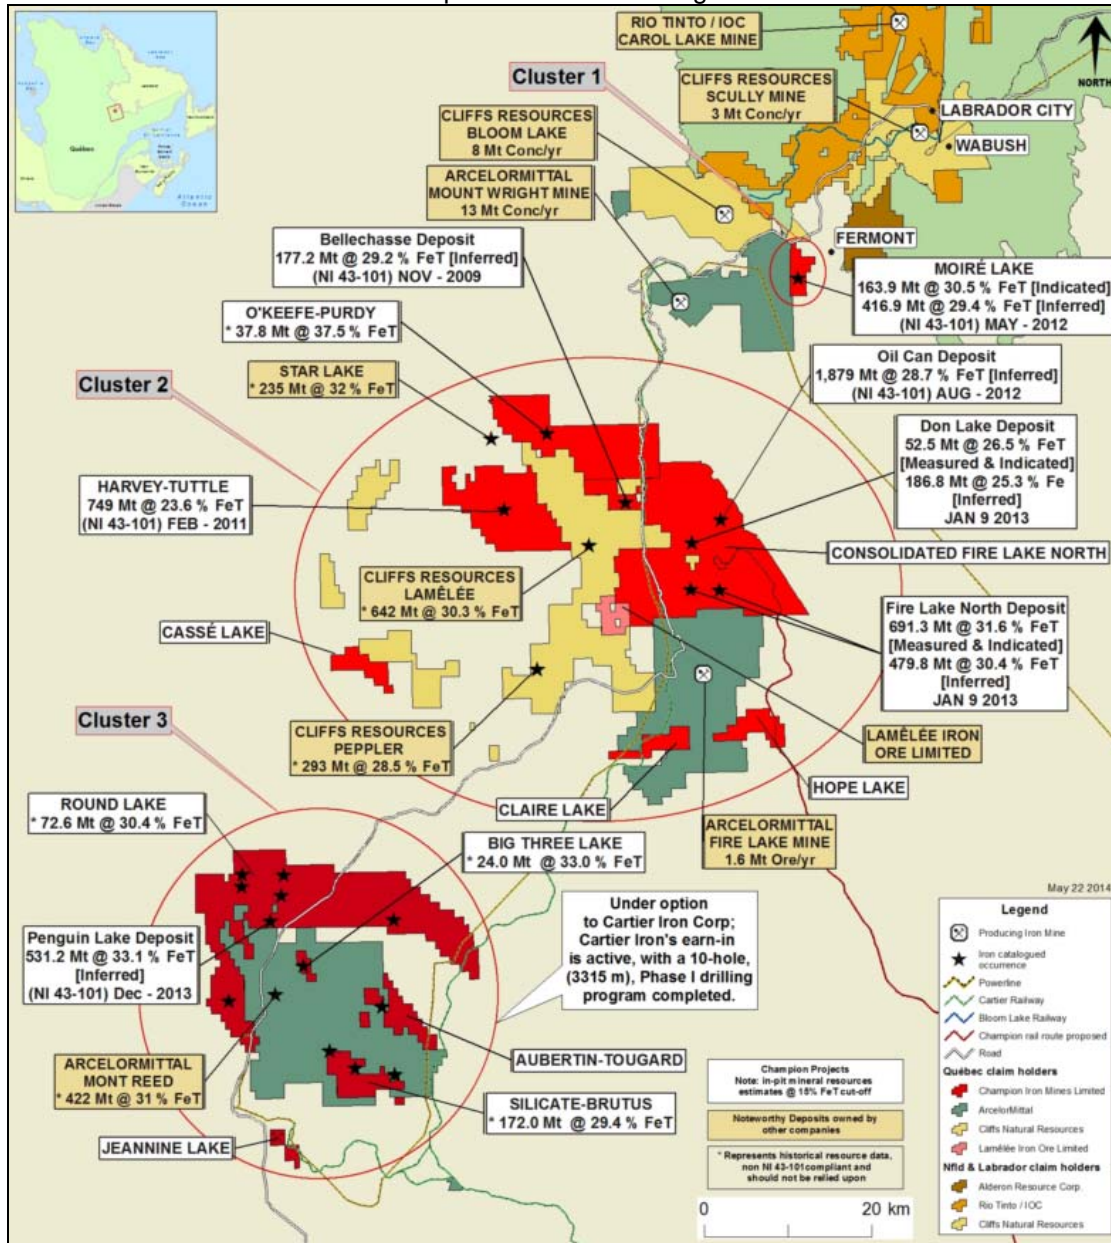 RIO TINTO / IOC
CAROL LAKE MINE
NORTH
Cluster 1
CLIFFS RESOURCES
SCULLY MINE
3 Mt Conc/yr
LABRADOR CITY
WABUSH
CLIFFS RESOURCES
BLOOM LAKE
8 Mt Conc/yr
ARCELORMITTAL
MOUNT WRIGHT MINE
13 Mt Conc/yr
FERMONT
Québec
Atlantic
Ocean
Bellechasse Deposit
177.2 Mt @ 29.2 % FeT [Inferred]
(NI 43-101) NOV - 2009
MOIRÉ LAKE
163.9 Mt @ 30.5 % FeT [Indicated]
416.9 Mt @ 29.4 % FeT [Inferred]
(NI 43-101) MAY - 2012
O'KEEFE-PURDY
* 37.8 Mt @ 37.5 % FeT
Oil Can Deposit
1,879 Mt @ 28.7 % FeT [Inferred]
(NI 43-101) AUG - 2012
Cluster 2
STAR LAKE
* 235 Mt @ 32 % FeT
Don Lake Deposit
52.5 Mt @ 26.5 % FeT
[Measured & Indicated]
186.8 Mt @ 25.3 % Fe
[Inferred]
JAN 9 2013
HARVEY-TUTTLE
749 Mt @ 23.6 % FeT
(NI 43-101) FEB - 2011
CONSOLIDATED FIRE LAKE NORTH
CLIFFS RESOURCES
LAMÊLÉE
* 642 Mt @ 30.3 % FeT
Fire Lake North Deposit
691.3 Mt @ 31.6 % FeT
[Measured & Indicated]
479.8 Mt @ 30.4 % FeT
[Inferred]
JAN 9 2013
CASSÉ LAKE
Cluster 3
CLIFFS RESOURCES
PEPPLER
* 293 Mt @ 28.5 % FeT
LAMÊLÉE IRON
ORE LIMITED
HOPE LAKE
CLAIRE LAKE
ROUND LAKE
* 72.6 Mt @ 30.4 % FeT
BIG THREE LAKE
* 24.0 Mt @ 33.0 % FeT
ARCELORMITTAL
FIRE LAKE MINE
1.6 Mt Ore/yr
Under option
to Cartier Iron Corp;
Cartier Iron's earn-in
is active, with a 10-hole,
(3315 m), Phase I drilling
program completed.
Penguin Lake Deposit
531.2 Mt @ 33.1 % FeT
[Inferred]
(NI 43-101) Dec - 2013
ARCELORMITTAL
MONT REED
* 422 Mt @ 31 % FeT
AUBERTIN-TOUGARD
SILICATE-BRUTUS
* 172.0 Mt @ 29.4 % FeT
JEANNINE LAKE
Champion Projects
Note: in-pit mineral resources
estimates @ 15% FeT cut-off
Noteworthy Deposits owned by
other companies
* Represents historical resource data,
non NI 43-101compliant and
should not be relied upon
0 20 km
May 22 2014
Legend
Producing Iron Mine
Iron catalogued
occurrence
Powerline
Cartier Railway
Bloom Lake Railway
Champion rail route proposed
Road
Québec claim holders
Champion Iron Mines Limited
ArcelorMittal
Cliffs Natural Resources
Lamêlée Iron Ore Limited
Nfld & Labrador claim holders
Alderon Resource Corp.
Rio Tinto / IOC
Cliffs Natural Resources